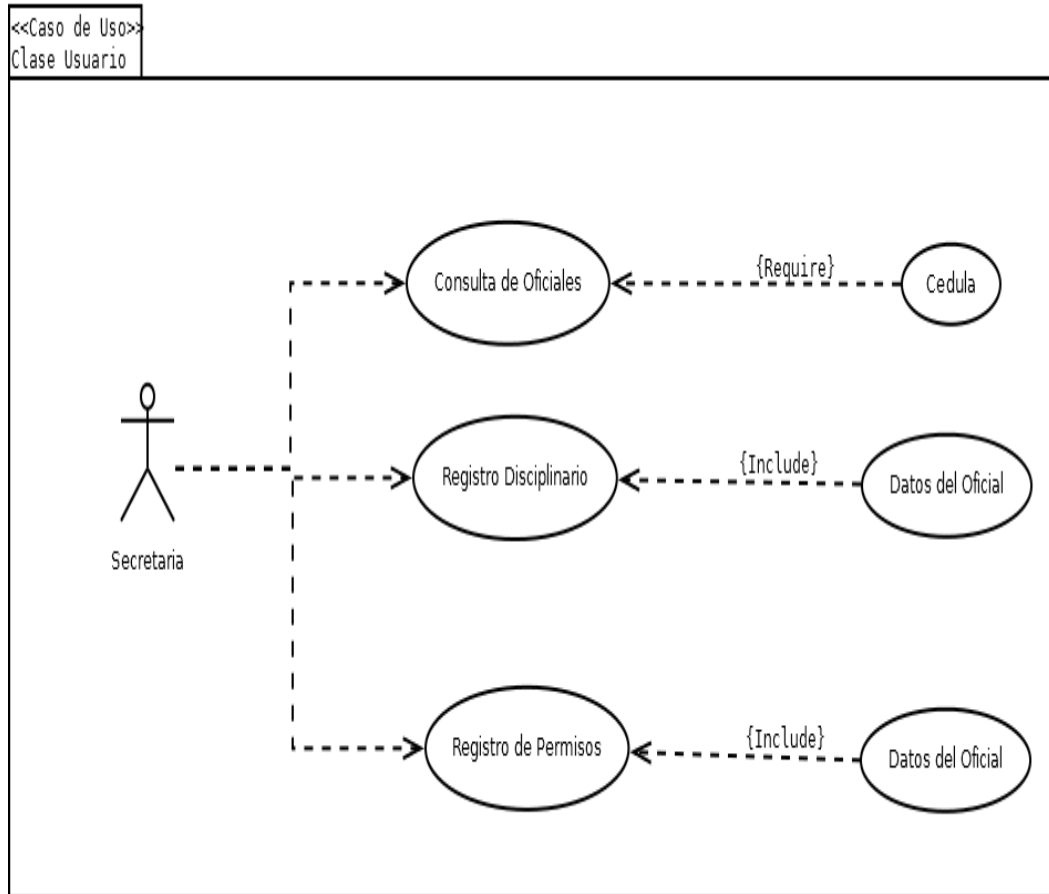 <<Caso de Uso>>
Clase Usuario
Consulta de Oficiales
{Require}
Cedula
Registro Disciplinario
{Include}
Datos del Oficial
Secretaria
Registro de Permisos
{Include}
Datos del Oficial